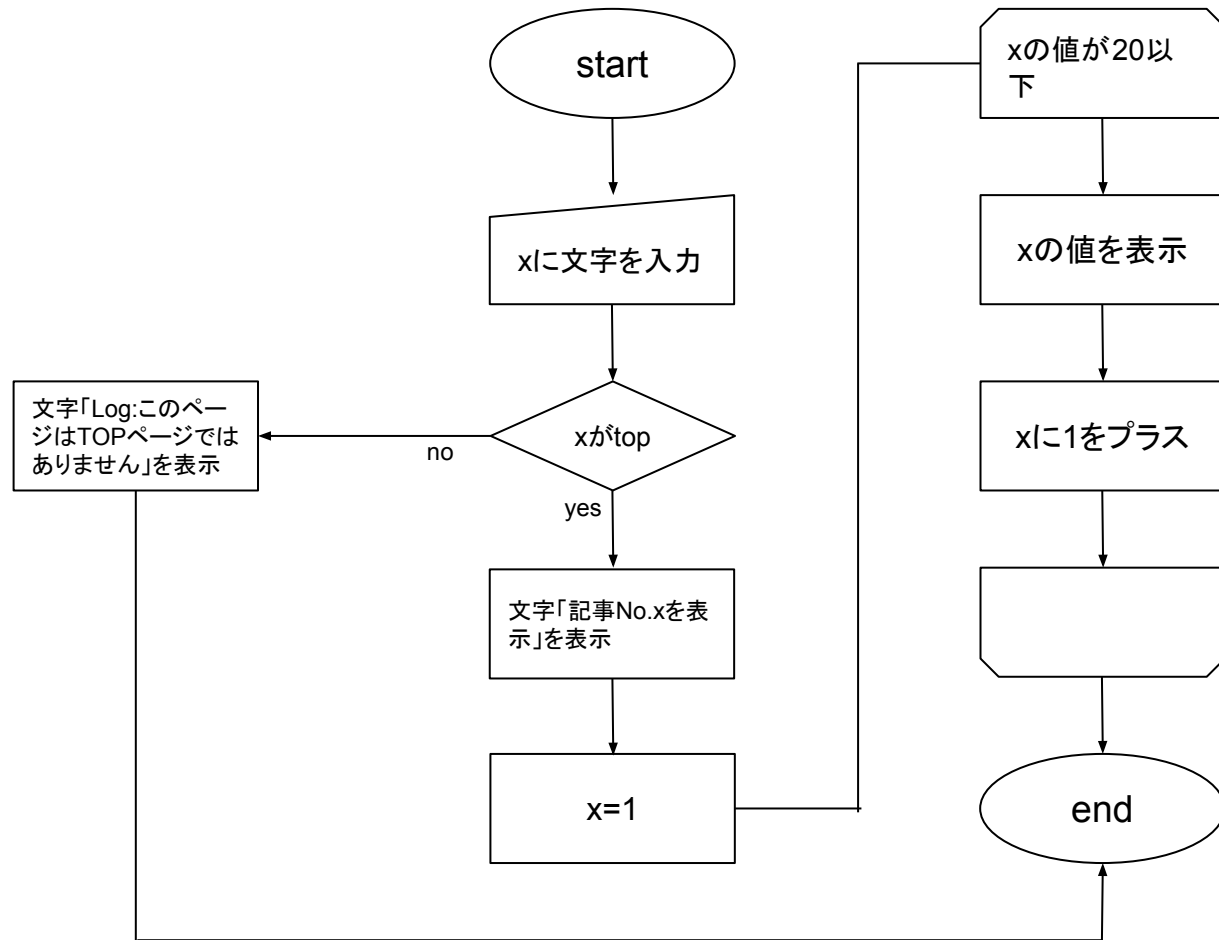 start
xに文字を入力
xがtop
no
yes
文字「Log:このペー
ジはTOPページでは
ありません」を表示
文字「記事No.xを表
示」を表示
x=1
xの値が20以
下
xの値を表示
xに1をプラス
end